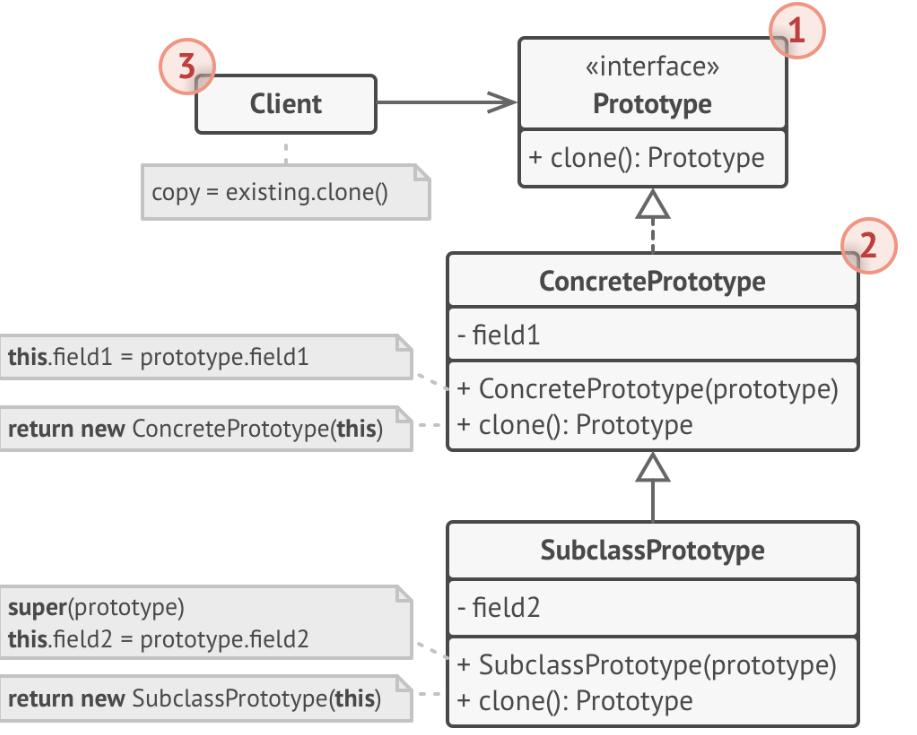 1
«interface»
Prototype
+ clone(): Prototype
3
Client
copy = existing.clone()
2
ConcretePrototype
- field1
+ ConcretePrototype(prototype)
+ clone(): Prototype
this.field1 = prototype.field1
return new ConcretePrototype(this)
SubclassPrototype
- field2
+ SubclassPrototype(prototype)
+ clone(): Prototype
super(prototype)
this.field2 = prototype.field2
return new SubclassPrototype(this)